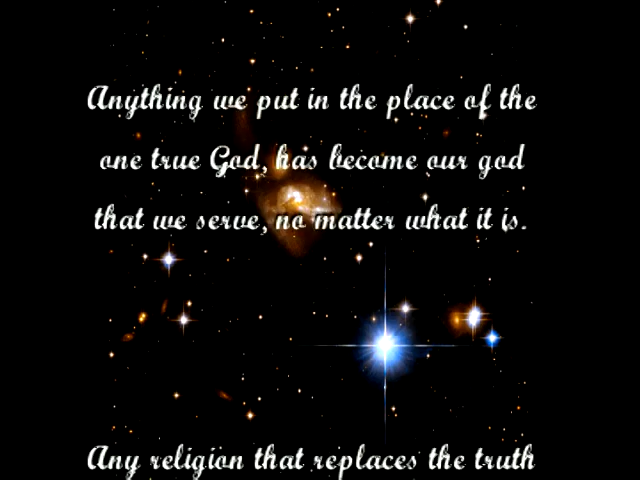 Anything we put in the place of the
one true God, has become our god
that we serve, no matter what it is.
Any religion that replaces the truth